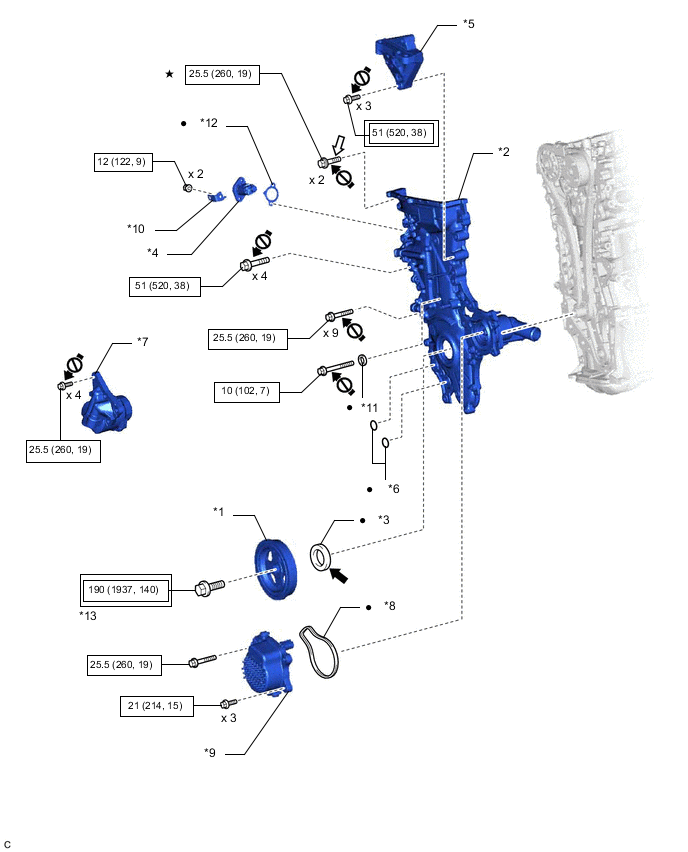 *5
★ 25.5 (260, 19)
x 3
● *12
51 (520, 38)
12 (122, 9)
*2
x 2
x 2
*10
*4
x 4
51 (520, 38)
x 9
25.5 (260, 19)
*7
10 (102, 7)
x 4
● *11
25.5 (260, 19)
● *6
*1
● *3
190 (1937, 140)
*13
● *8
25.5 (260, 19)
21 (214, 15)
x 3
*9
C